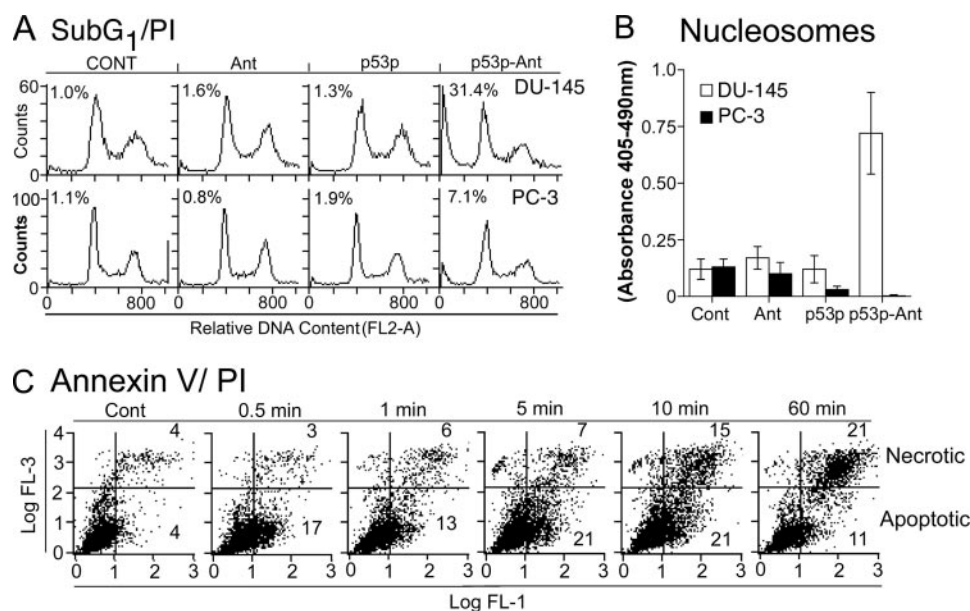 A SubG1/PI
CONT Ant p53p p53p-Ant
60 1.0% 1.6% 1.3% 31.4% DU-145
Counts
0
100 1.1% 0.8% 1.9% 7.1% PC-3
Counts
0
0 800 0 800 0 800 0 800
Relative DNA Content (FL2-A)
B Nucleosomes
(Absorbance 405-490nm)
1.0
0.75
0.50
0.25
0
DU-145
PC-3
Cont Ant p53p p53p-Ant
C Annexin V/ PI
Cont 0.5 min 1 min 5 min 10 min 60 min
4 3 6 7 15 21
4 17 13 21 21 11
Necrotic
Apoptotic
Log FL-3
4
3
2
1
0
0 1 2 3 0 1 2 3 0 1 2 3 0 1 2 3 0 1 2 3 0 1 2 3
Log FL-1